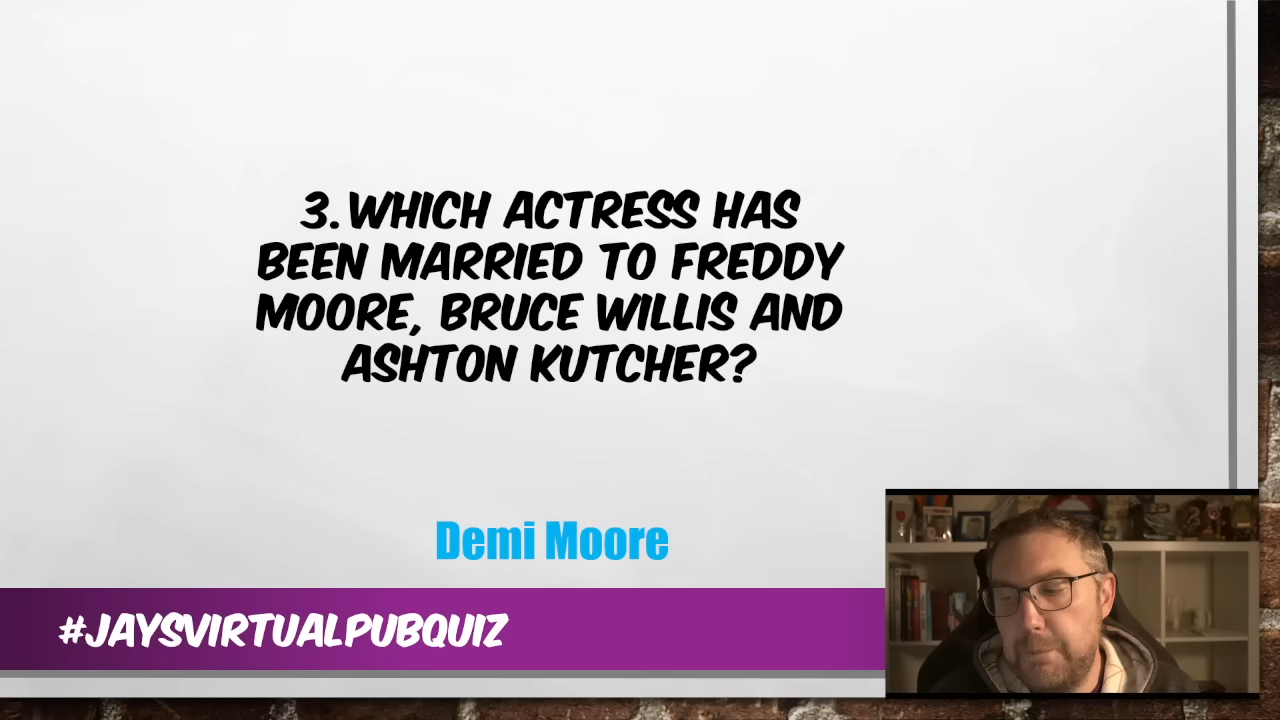 3. WHICH ACTRESS HAS
BEEN MARRIED TO FREDDY
MOORE, BRUCE WILLIS AND
ASHTON KUTCHER?
Demi Moore
#JAYSVIRTUALPUBQUIZ